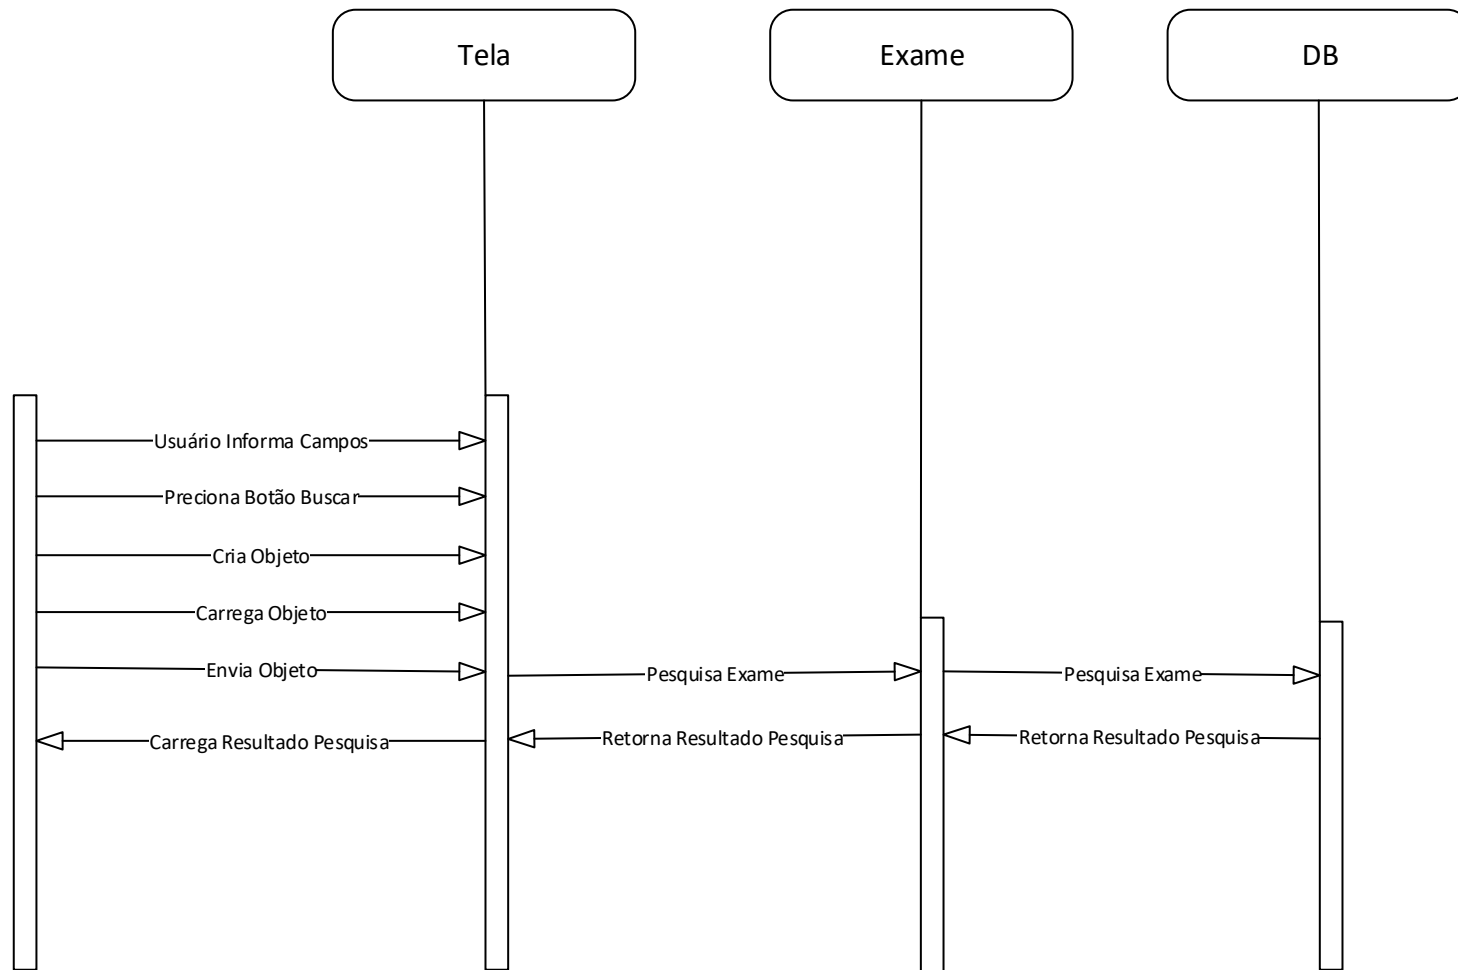 Tela
Exame
DB
Usuário Informa Campos
Preciona Botão Buscar
Cria Objeto
Carrega Objeto
Envia Objeto
Pesquisa Exame
Pesquisa Exame
Carrega Resultado Pesquisa
Retorna Resultado Pesquisa
Retorna Resultado Pesquisa